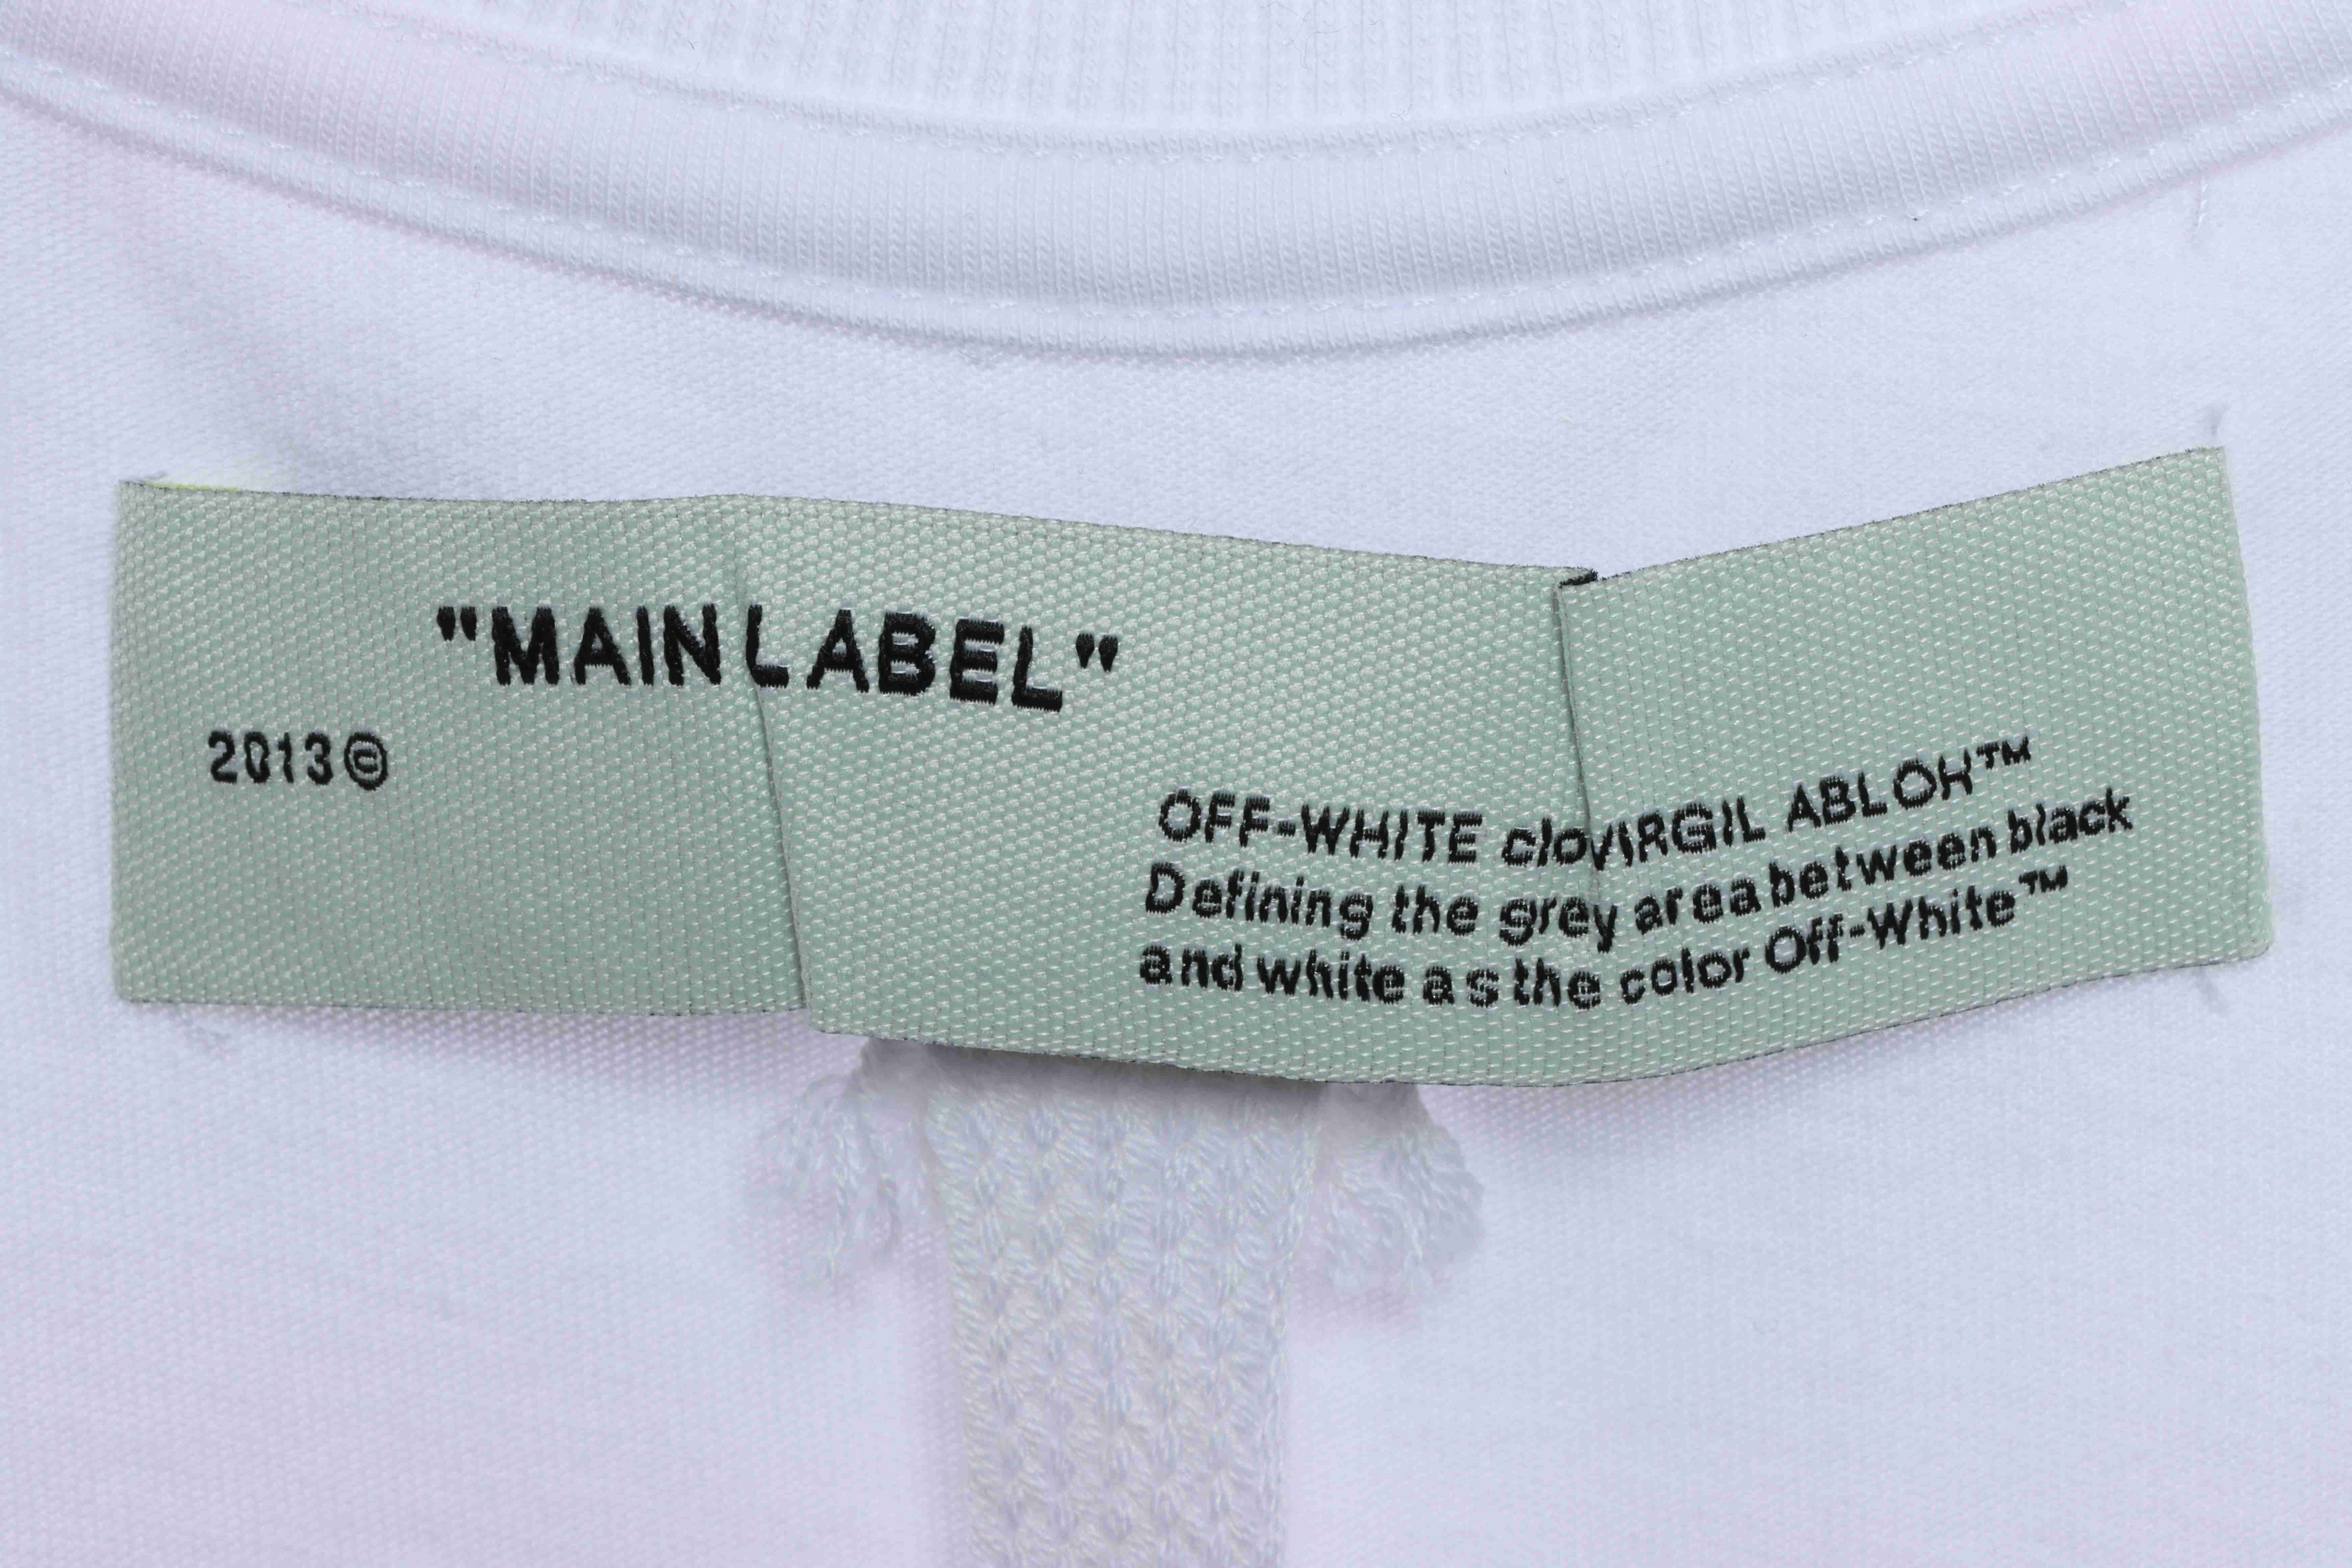 "MAIN LABEL"
2013©
OFF-WHITE c/o VIRGIL ABLOH™
Defining the grey area between black
and white as the color Off-White™